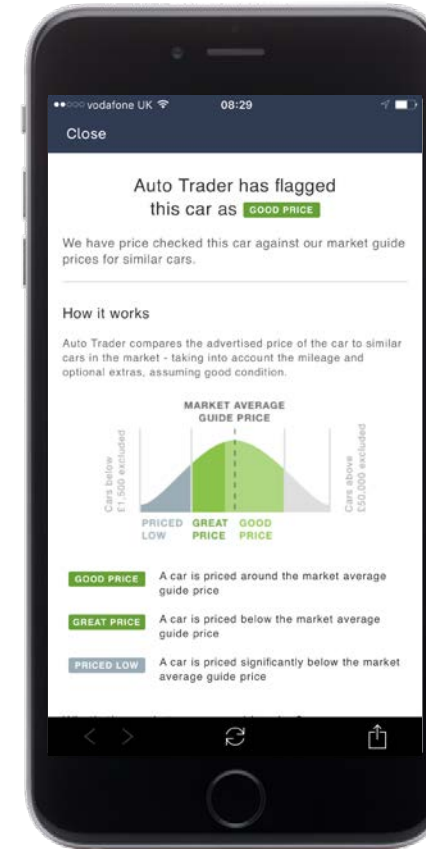 vodafone UK 08:29
Close
Auto Trader has flagged
this car as GOOD PRICE
We have price checked this car against our market guide
prices for similar cars.
How it works
Auto Trader compares the advertised price of the car to similar
cars in the market - taking into account the mileage and
optional extras, assuming good condition.
MARKET AVERAGE
GUIDE PRICE
Cars below
£1,500 excluded
Cars above
£50,000 excluded
PRICED
LOW
GREAT
PRICE
GOOD
PRICE
GOOD PRICE
A car is priced around the market average
guide price
GREAT PRICE
A car is priced below the market average
guide price
PRICED LOW
A car is priced significantly below the market
average guide price